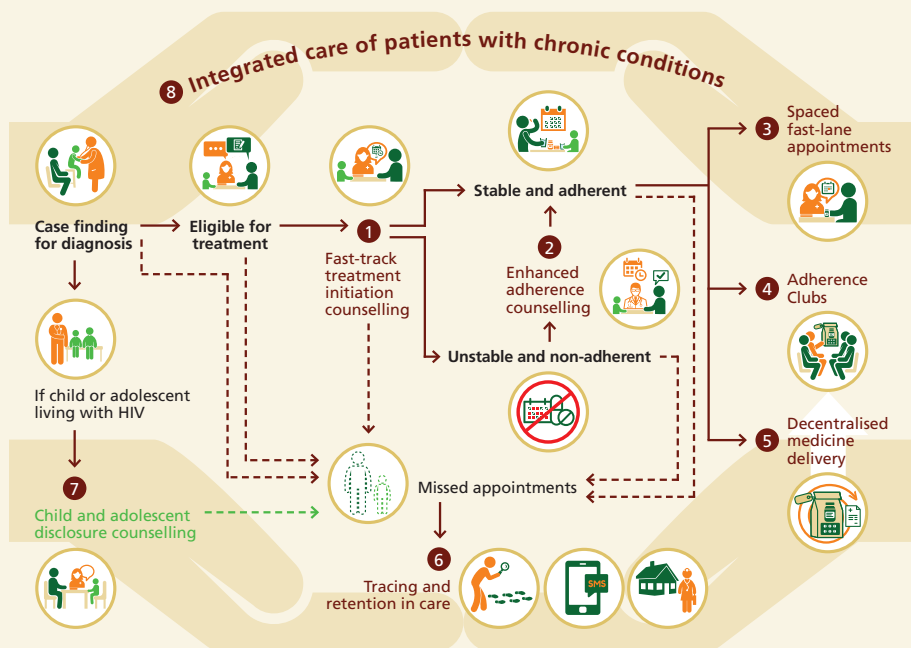 8 Integrated care of patients with chronic conditions
Case finding
for diagnosis
Eligible for
treatment
1
Fast-track
treatment
initiation
counselling
Stable and adherent
2
Enhanced
adherence
counselling
Unstable and non-adherent
3
Spaced
fast-lane
appointments
4
Adherence
Clubs
5
Decentralised
medicine
delivery
If child or adolescent
living with HIV
7
Child and adolescent
disclosure counselling
Missed appointments
6
Tracing and
retention in care
SMS